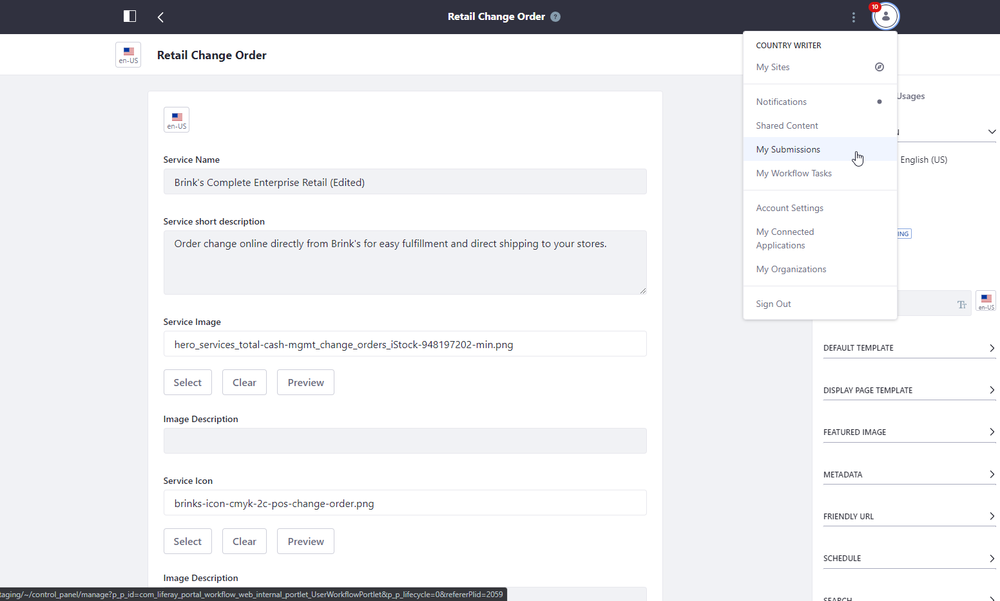 Retail Change Order ?
10
en-US
Retail Change Order
COUNTRY WRITER
My Sites
Notifications
Shared Content
My Submissions
My Workflow Tasks
Account Settings
My Connected
Applications
My Organizations
Sign Out
en-US
Service Name
Brink's Complete Enterprise Retail (Edited)
Service short description
Order change online directly from Brink's for easy fulfillment and direct shipping to your stores.
Service Image
hero_services_total-cash-mgmt_change_orders_iStock-948197202-min.png
Select Clear Preview
Image Description
Service Icon
brinks-icon-cmyk-2c-pos-change-order.png
Select Clear Preview
Image Description
Usages
English (US)
ING
en-US
DEFAULT TEMPLATE
DISPLAY PAGE TEMPLATE
FEATURED IMAGE
METADATA
FRIENDLY URL
SCHEDULE
SEARCH
taging/~/control_panel/manage?p_p_id=com_liferay_portal_workflow_web_internal_portlet_UserWorkflowPortlet&p_p_lifecycle=0&refererPlid=2059